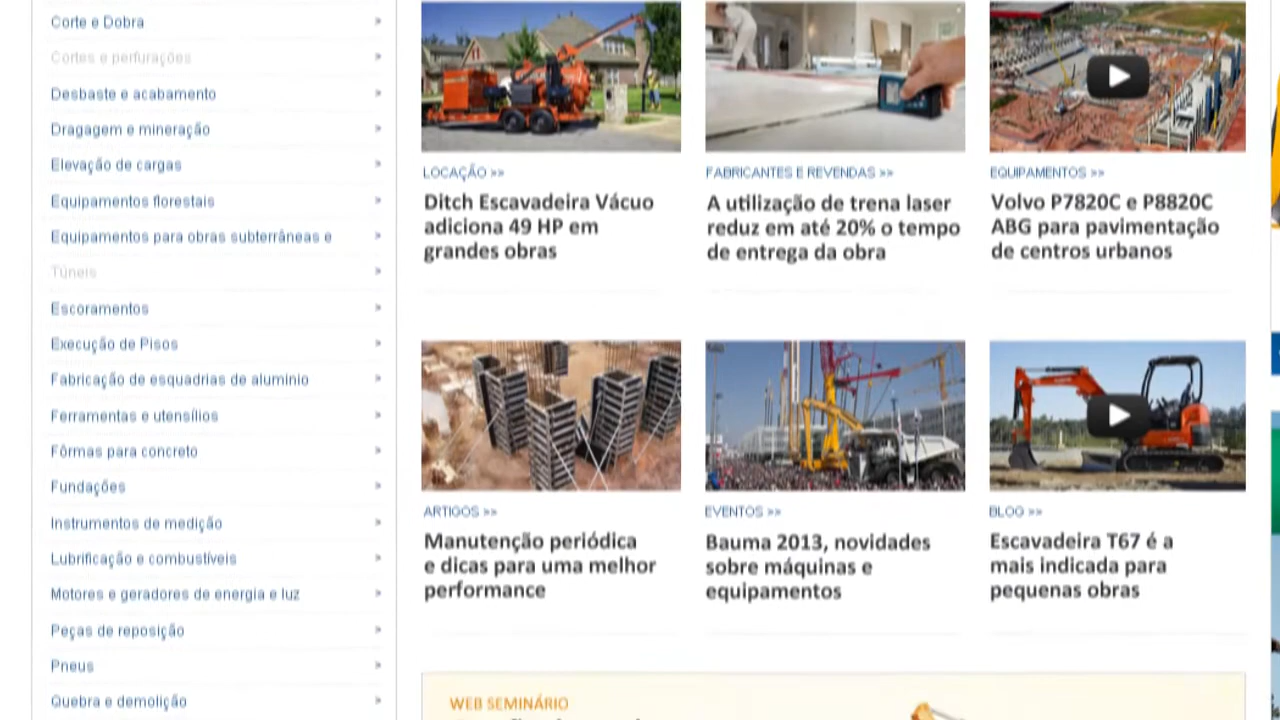 Corte e Dobra
Cortes e perfurações
Desbaste e acabamento
Dragagem e mineração
Elevação de cargas
Equipamentos florestais
Equipamentos para obras subterrâneas e
Túneis
Escoramentos
Execução de Pisos
Fabricação de esquadrias de alumínio
Ferramentas e utensílios
Fôrmas para concreto
Fundações
Instrumentos de medição
Lubrificação e combustíveis
Motores e geradores de energia e luz
Peças de reposição
Pneus
Quebra e demolição
LOCAÇÃO >>
Ditch Escavadeira Vácuo
adiciona 49 HP em
grandes obras
FABRICANTES E REVENDAS >>
A utilização de trena laser
reduz em até 20% o tempo
de entrega da obra
EQUIPAMENTOS >>
Volvo P7820C e P8820C
ABG para pavimentação
de centros urbanos
ARTIGOS >>
Manutenção periódica
e dicas para uma melhor
performance
EVENTOS >>
Bauma 2013, novidades
sobre máquinas e
equipamentos
BLOG >>
Escavadeira T67 é a
mais indicada para
pequenas obras
WEB SEMINÁRIO